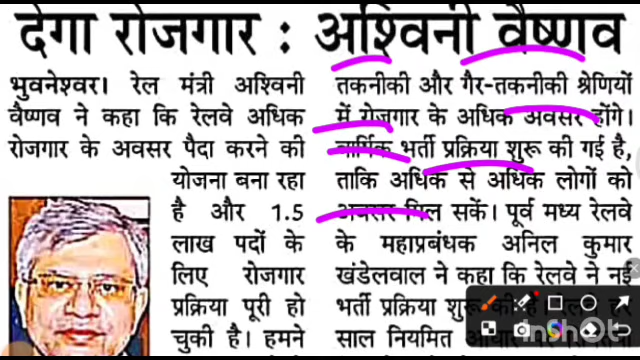 देगा रोजगार : अश्विनी वैष्णव
भुवनेश्वर। रेल मंत्री अश्विनी
वैष्णव ने कहा कि रेलवे अधिक
रोजगार के अवसर पैदा करने की
योजना बना रहा
है और 1.5
लाख पदों के
लिए रोजगार
प्रक्रिया पूरी हो
चुकी है। हमने
तकनीकी और गैर-तकनीकी श्रेणियों
में रोजगार के अधिक अवसर होंगे।
वार्षिक भर्ती प्रक्रिया शुरू की गई है,
ताकि अधिक से अधिक लोगों को
अवसर मिल सकें। पूर्व मध्य रेलवे
के महाप्रबंधक अनिल कुमार
खंडेलवाल ने कहा कि रेलवे ने नई
भर्ती प्रक्रिया शुरू
साल नियमित
InShot